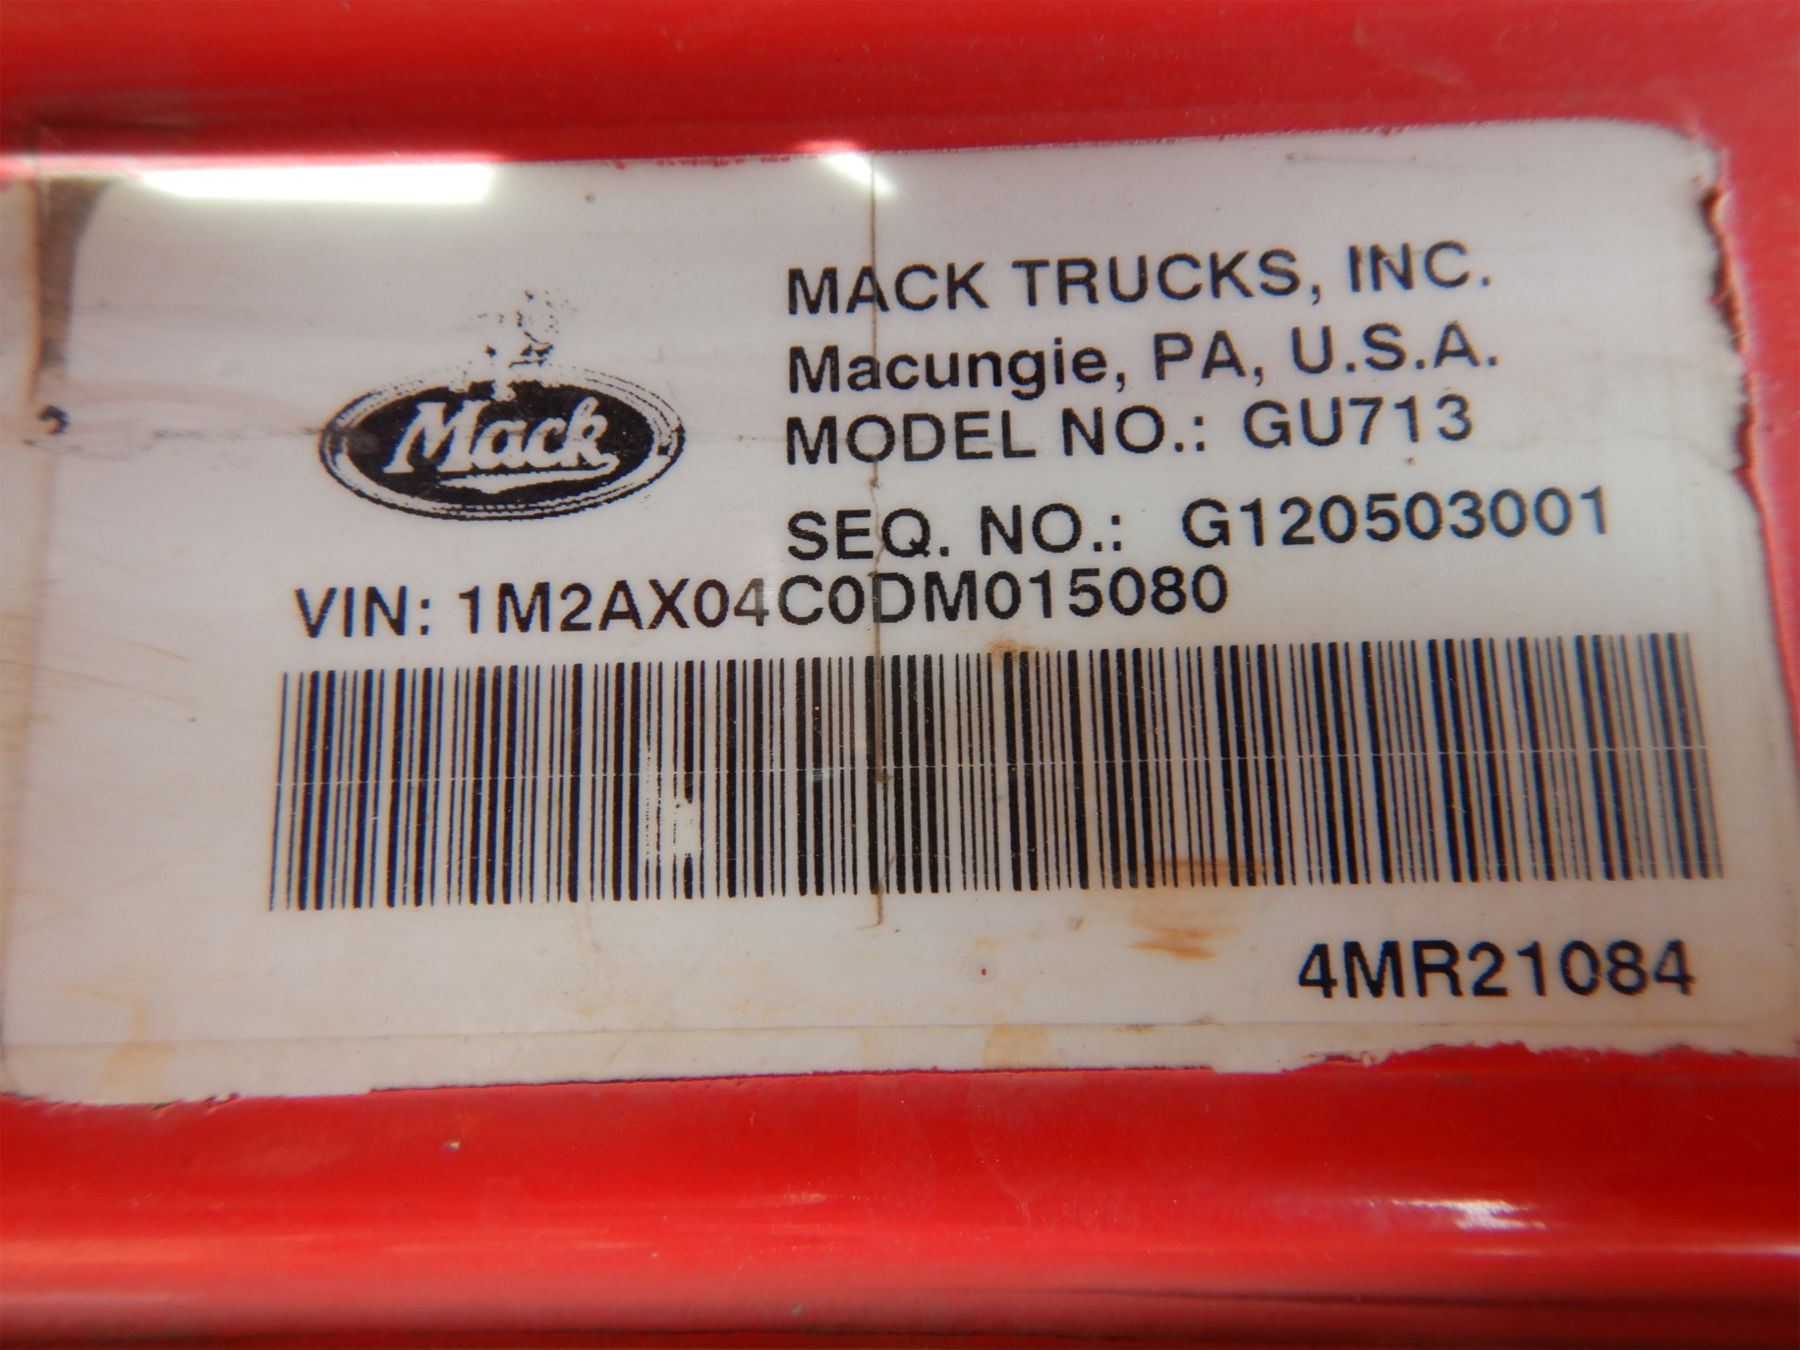 MACK TRUCKS, INC.
Macungie, PA, U.S.A.
Mack
MODEL NO.: GU713
SEQ. NO.: G120503001
VIN: 1M2AX04C0DM015080
4MR21084